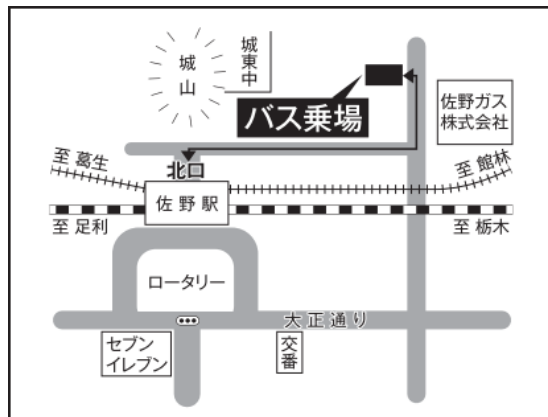 城山
城東中
バス乗場
佐野ガス
株式会社
至 葛生
北口
至 館林
佐野駅
至 足利
至 栃木
ロータリー
大正通り
セブン
イレブン
交番